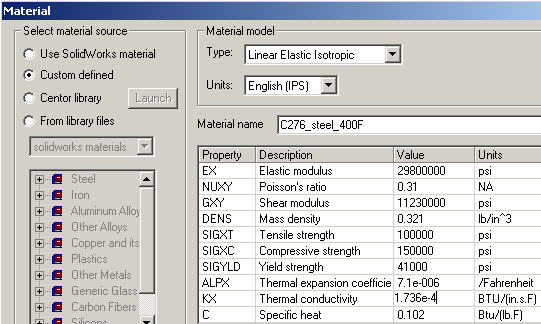 Material
Select material source
Use SolidWorks material
Custom defined
Centor library
Launch
From library files
solidworks materials
Steel
Iron
Aluminum Alloy
Other Alloys
Copper and its
Plastics
Other Metals
Generic Glass
Carbon Fibers
Silicons
Material model
Type: Linear Elastic Isotropic
Units: English (IPS)
Material name C276_steel_400F
Property Description Value Units
EX Elastic modulus 29800000 psi
NUXY Poisson's ratio 0.31 NA
GXY Shear modulus 11230000 psi
DENS Mass density 0.321 lb/in^3
SIGXT Tensile strength 100000 psi
SIGXC Compressive strength 150000 psi
SIGYLD Yield strength 41000 psi
ALPX Thermal expansion coefficie 7.1e-006 /Fahrenheit
KX Thermal conductivity 1.736e-4 BTU/(in.s.F)
C Specific heat 0.102 Btu/(lb.F)